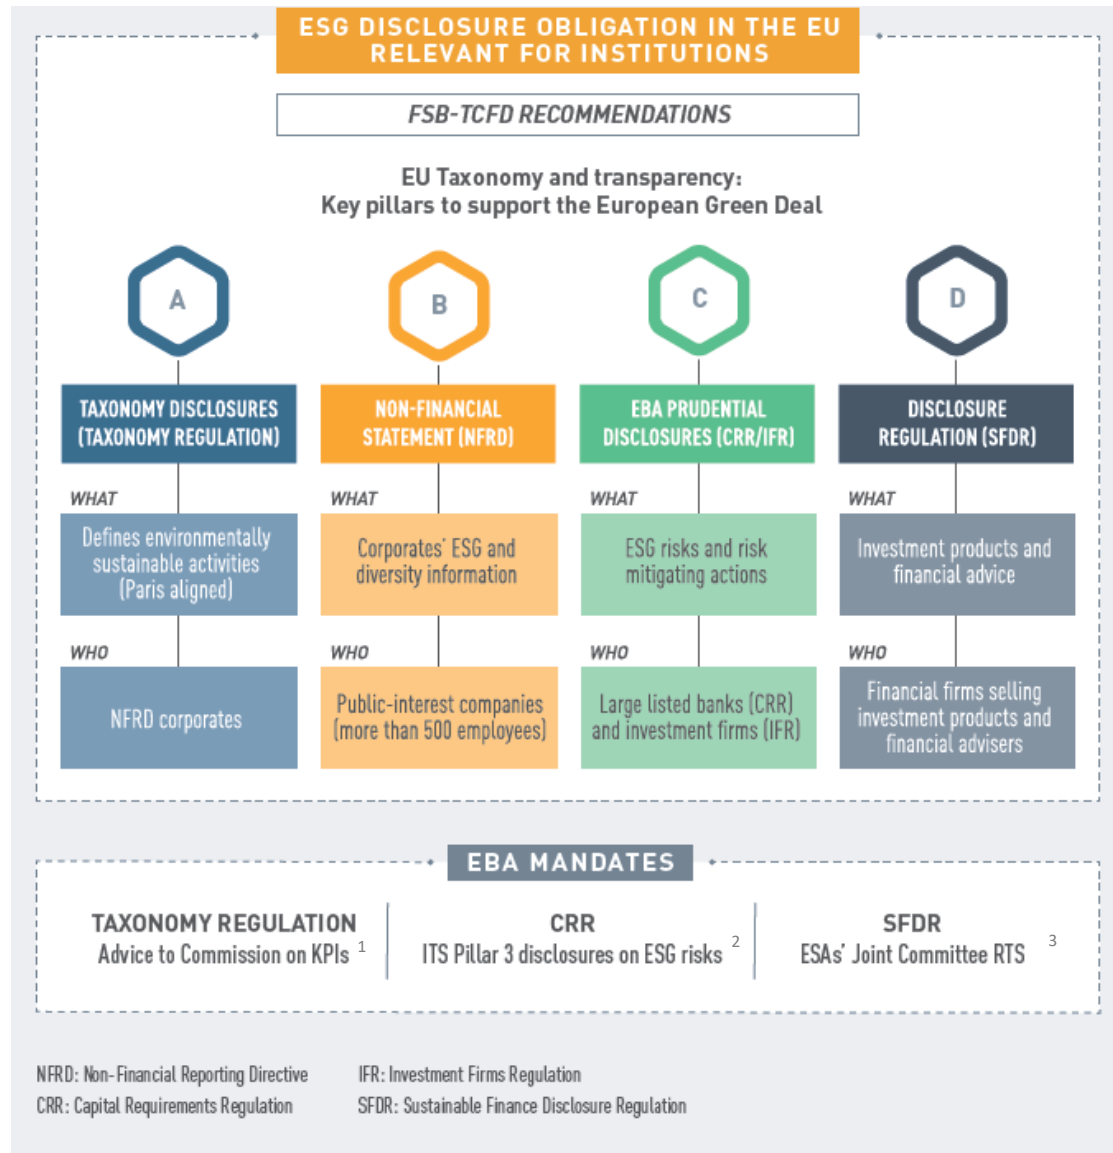 ESG DISCLOSURE OBLIGATION IN THE EU
RELEVANT FOR INSTITUTIONS
FSB-TCFD RECOMMENDATIONS
EU Taxonomy and transparency:
Key pillars to support the European Green Deal
A
TAXONOMY DISCLOSURES
(TAXONOMY REGULATION)
WHAT
Defines environmentally
sustainable activities
(Paris aligned)
WHO
NFRD corporates
B
NON-FINANCIAL
STATEMENT (NFRD)
WHAT
Corporates' ESG and
diversity information
WHO
Public-interest companies
(more than 500 employees)
C
EBA PRUDENTIAL
DISCLOSURES (CRR/IFR)
WHAT
ESG risks and risk
mitigating actions
WHO
Large listed banks (CRR)
and investment firms (IFR)
D
DISCLOSURE
REGULATION (SFDR)
WHAT
Investment products and
financial advice
WHO
Financial firms selling
investment products and
financial advisers
EBA MANDATES
TAXONOMY REGULATION
Advice to Commission on KPIs 1
CRR
ITS Pillar 3 disclosures on ESG risks 2
SFDR
ESAs' Joint Committee RTS 3
NFRD: Non-Financial Reporting Directive
CRR: Capital Requirements Regulation
IFR: Investment Firms Regulation
SFDR: Sustainable Finance Disclosure Regulation